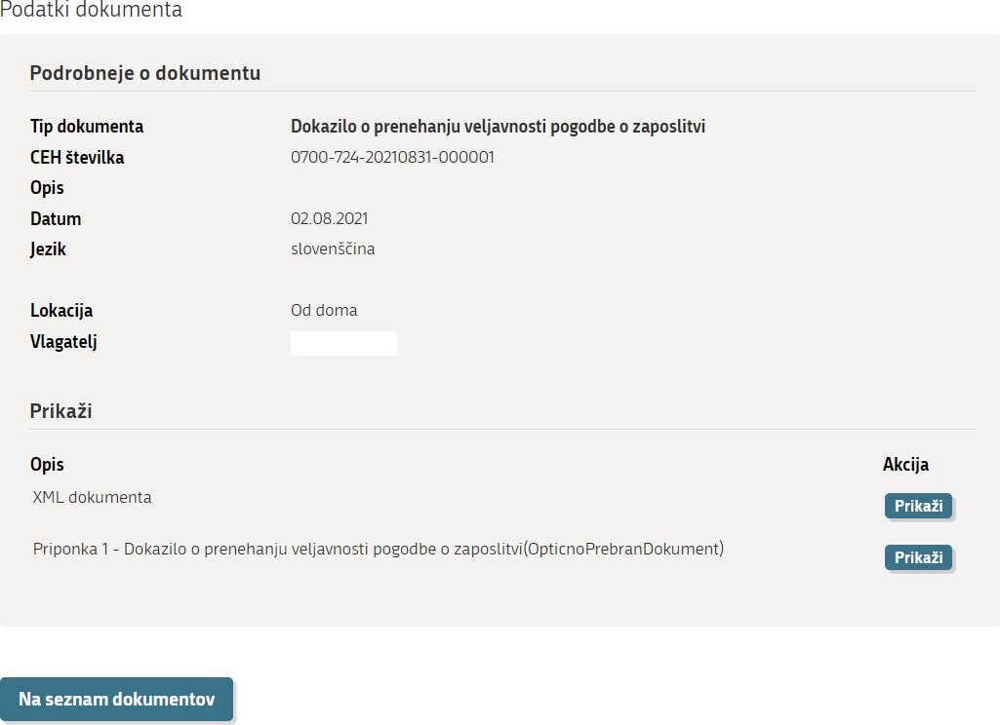 Podatki dokumenta
Podrobneje o dokumentu
Tip dokumenta Dokazilo o prenehanju veljavnosti pogodbe o zaposlitvi
CEH številka 0700-724-20210831-000001
Opis
Datum 02.08.2021
Jezik slovenščina
Lokacija Od doma
Vlagatelj
Prikaži
Opis Akcija
XML dokumenta Prikaži
Priponka 1 - Dokazilo o prenehanju veljavnosti pogodbe o zaposlitvi(OpticnoPrebranDokument) Prikaži
Na seznam dokumentov